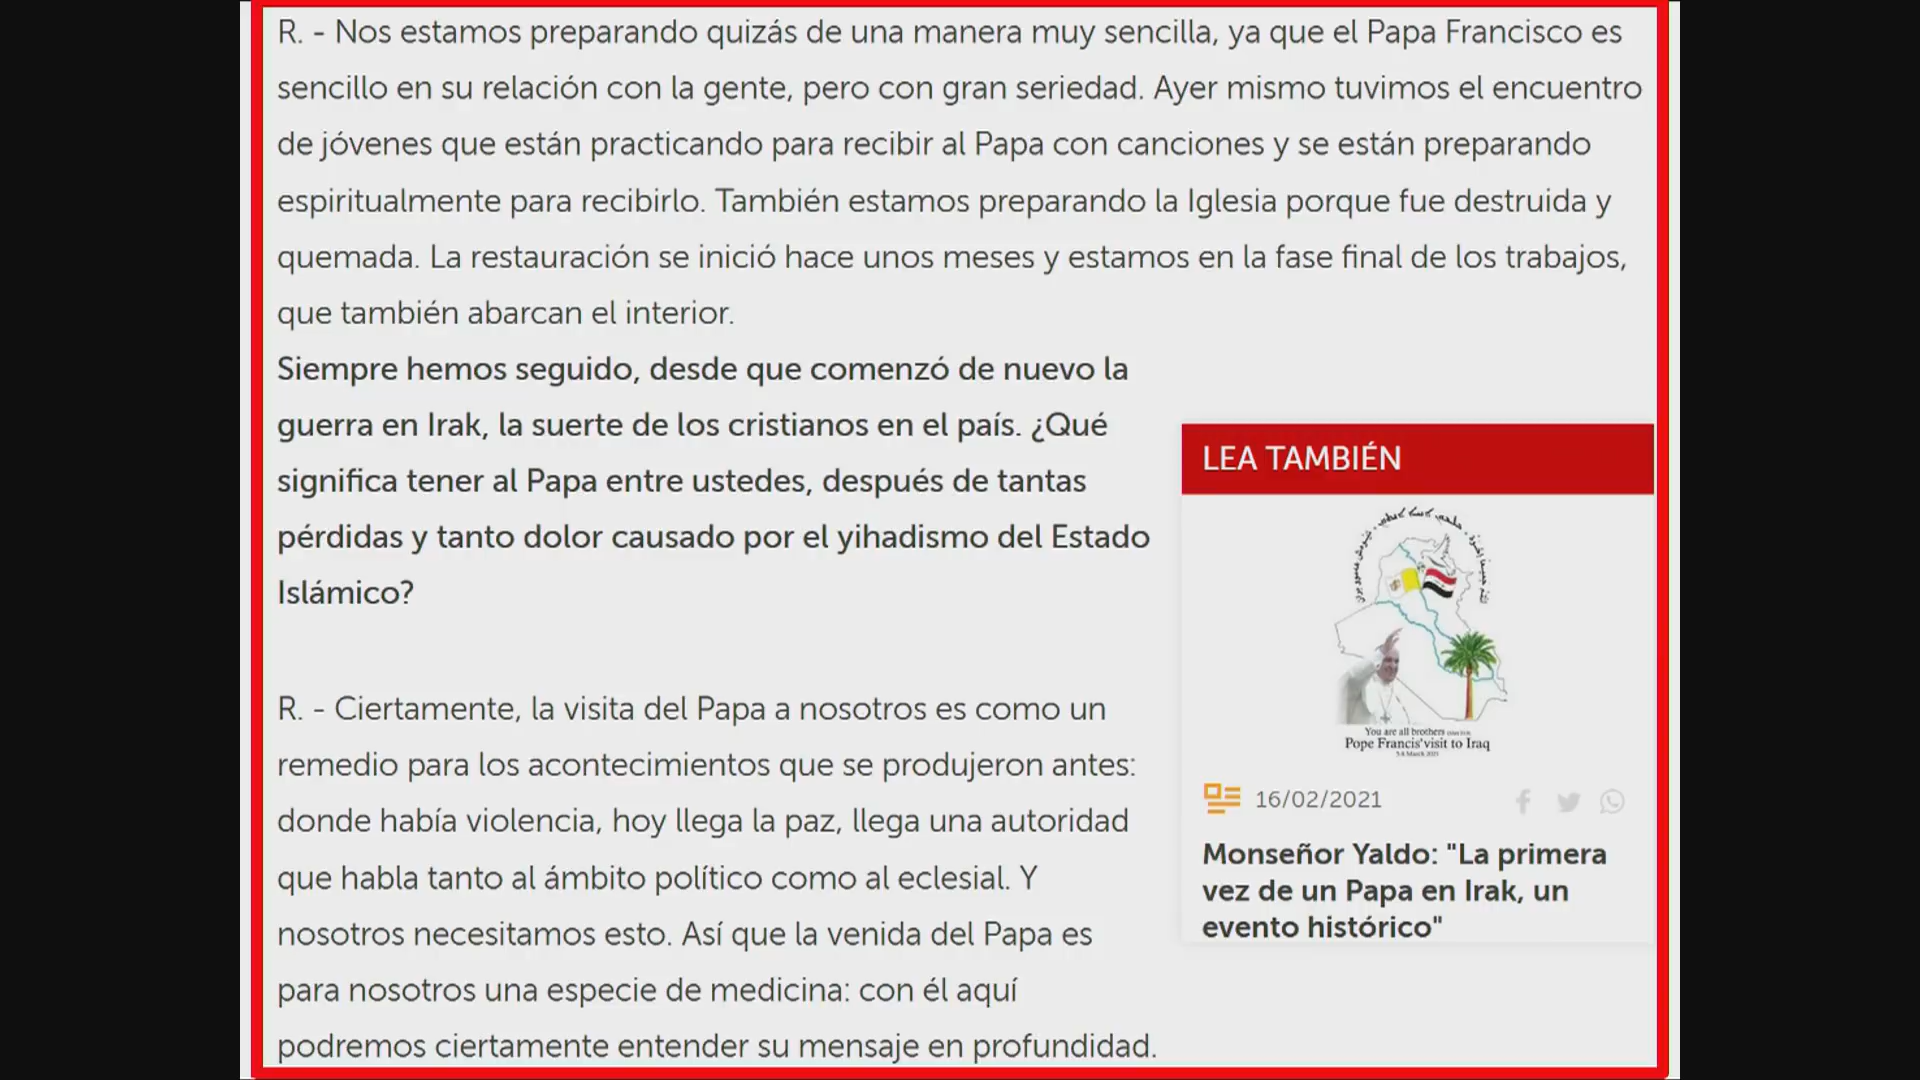 R. - Nos estamos preparando quizás de una manera muy sencilla, ya que el Papa Francisco es
sencillo en su relación con la gente, pero con gran seriedad. Ayer mismo tuvimos el encuentro
de jóvenes que están practicando para recibir al Papa con canciones y se están preparando
espiritualmente para recibirlo. También estamos preparando la Iglesia porque fue destruida y
quemada. La restauración se inició hace unos meses y estamos en la fase final de los trabajos,
que también abarcan el interior.
Siempre hemos seguido, desde que comenzó de nuevo la
guerra en Irak, la suerte de los cristianos en el país. ¿Qué
significa tener al Papa entre ustedes, después de tantas
pérdidas y tanto dolor causado por el yihadismo del Estado
Islámico?
R. - Ciertamente, la visita del Papa a nosotros es como un
remedio para los acontecimientos que se produjeron antes:
donde había violencia, hoy llega la paz, llega una autoridad
que habla tanto al ámbito político como al eclesial. Y
nosotros necesitamos esto. Así que la venida del Papa es
para nosotros una especie de medicina: con él aquí
podremos ciertamente entender su mensaje en profundidad.
LEA TAMBIÉN
You are all brothers
Pope Francis' visit to Iraq
16/02/2021
Monseñor Yaldo: "La primera
vez de un Papa en Irak, un
evento histórico"